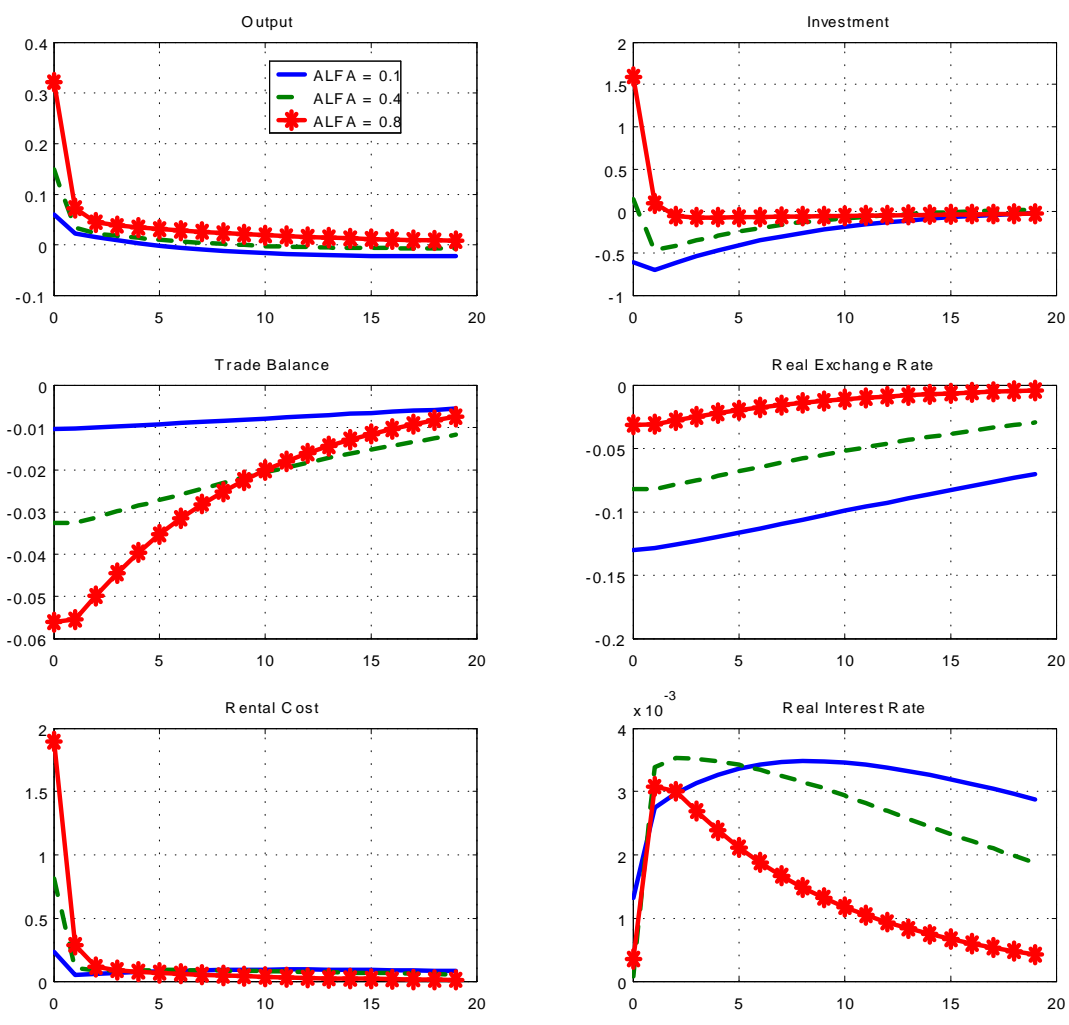 Output
0.4
0.3
0.2
0.1
0
-0.1
0 5 10 15 20
ALFA = 0.1
ALFA = 0.4
ALFA = 0.8
Investment
2
1.5
1
0.5
0
-0.5
-1
0 5 10 15 20
Trade Balance
0
-0.01
-0.02
-0.03
-0.04
-0.05
-0.06
0 5 10 15 20
Real Exchange Rate
0
-0.05
-0.1
-0.15
-0.2
0 5 10 15 20
Rental Cost
2
1.5
1
0.5
0
0 5 10 15 20
Real Interest Rate
x 10-3
4
3
2
1
0
0 5 10 15 20